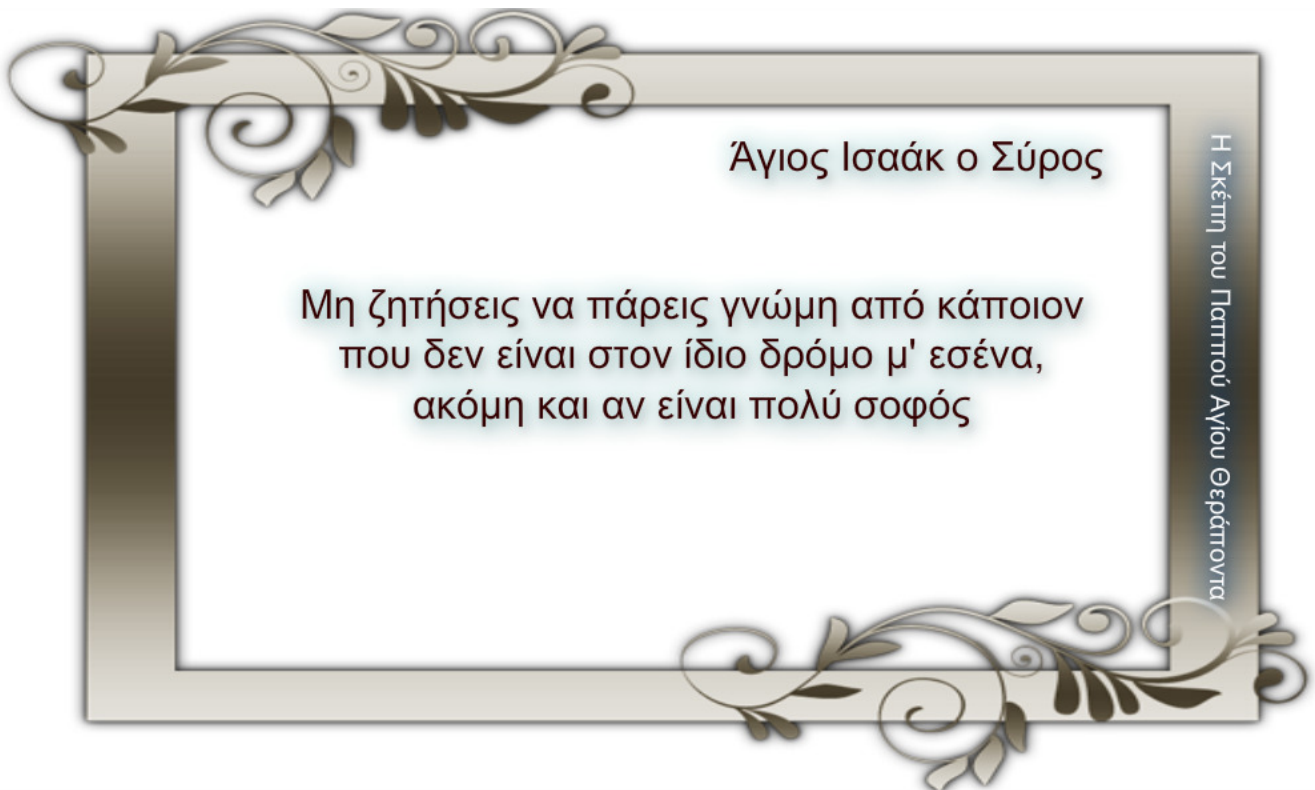 Άγιος Ισαάκ ο Σύρος
Μη ζητήσεις να πάρεις γνώμη από κάποιον
που δεν είναι στον ίδιο δρόμο μ' εσένα,
ακόμη και αν είναι πολύ σοφός
Η Σκέπη του Παππού Αγίου Θεράποντα